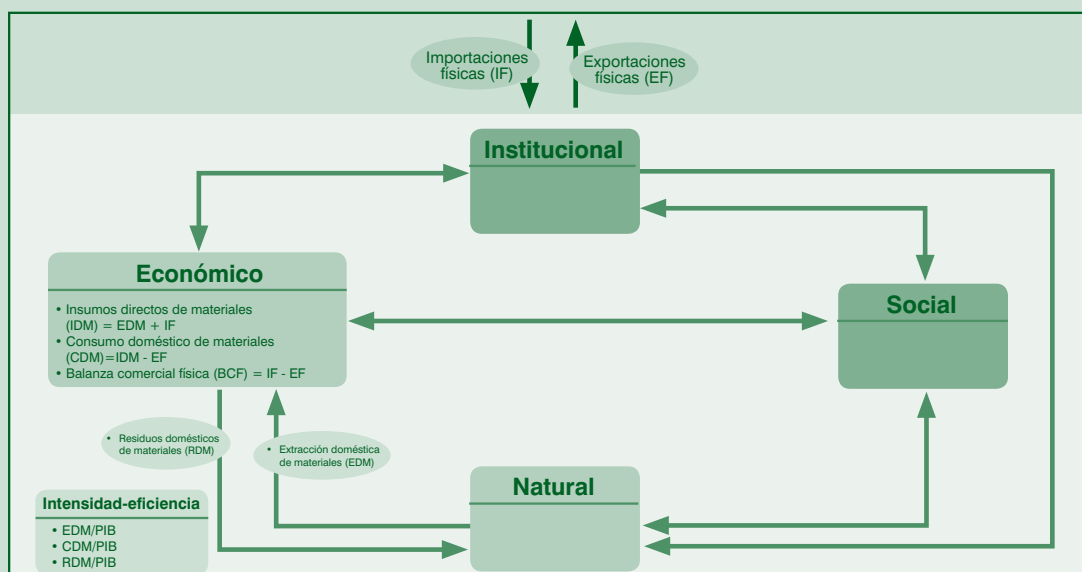 Importaciones
físicas (IF)
Exportaciones
físicas (EF)
Institucional
Económico
• Insumos directos de materiales
(IDM) = EDM + IF
• Consumo doméstico de materiales
(CDM)=IDM - EF
• Balanza comercial física (BCF) = IF - EF
Social
• Residuos domésticos
de materiales (RDM)
• Extracción doméstica
de materiales (EDM)
Natural
Intensidad-eficiencia
• EDM/PIB
• CDM/PIB
• RDM/PIB